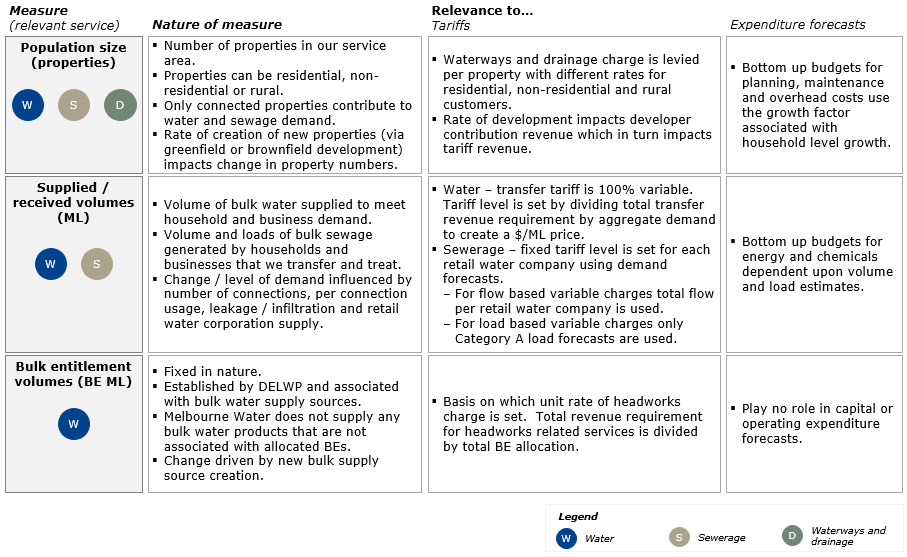 Measure
(relevant service)
Nature of measure
Relevance to...
Tariffs
Expenditure forecasts
Population size
(properties)
W S D
▪ Number of properties in our service
area.
▪ Properties can be residential, non-
residential or rural.
▪ Only connected properties contribute to
water and sewage demand.
▪ Rate of creation of new properties (via
greenfield or brownfield development)
impacts change in property numbers.
▪ Waterways and drainage charge is levied
per property with different rates for
residential, non-residential and rural
customers.
▪ Rate of development impacts developer
contribution revenue which in turn impacts
tariff revenue.
▪ Bottom up budgets for
planning, maintenance
and overhead costs use
the growth factor
associated with
household level growth.
Supplied /
received volumes
(ML)
W S
▪ Volume of bulk water supplied to meet
household and business demand.
▪ Volume and loads of bulk sewage
generated by households and
businesses that we transfer and treat.
▪ Change / level of demand influenced by
number of connections, per connection
usage, leakage / infiltration and retail
water corporation supply.
▪ Water – transfer tariff is 100% variable.
Tariff level is set by dividing total transfer
revenue requirement by aggregate demand
to create a $/ML price.
▪ Sewerage – fixed tariff level is set for each
retail water company using demand
forecasts.
– For flow based variable charges total flow
per retail water company is used.
– For load based variable charges only
Category A load forecasts are used.
▪ Bottom up budgets for
energy and chemicals
dependent upon volume
and load estimates.
Bulk entitlement
volumes (BE ML)
W
▪ Fixed in nature.
▪ Established by DELWP and associated
with bulk water supply sources.
▪ Melbourne Water does not supply any
bulk water products that are not
associated with allocated BEs.
▪ Change driven by new bulk supply
source creation.
▪ Basis on which unit rate of headworks
charge is set.  Total revenue requirement
for headworks related services is divided
by total BE allocation.
▪ Play no role in capital or
operating expenditure
forecasts.
Legend
W Water
S Sewerage
D Waterways and
drainage